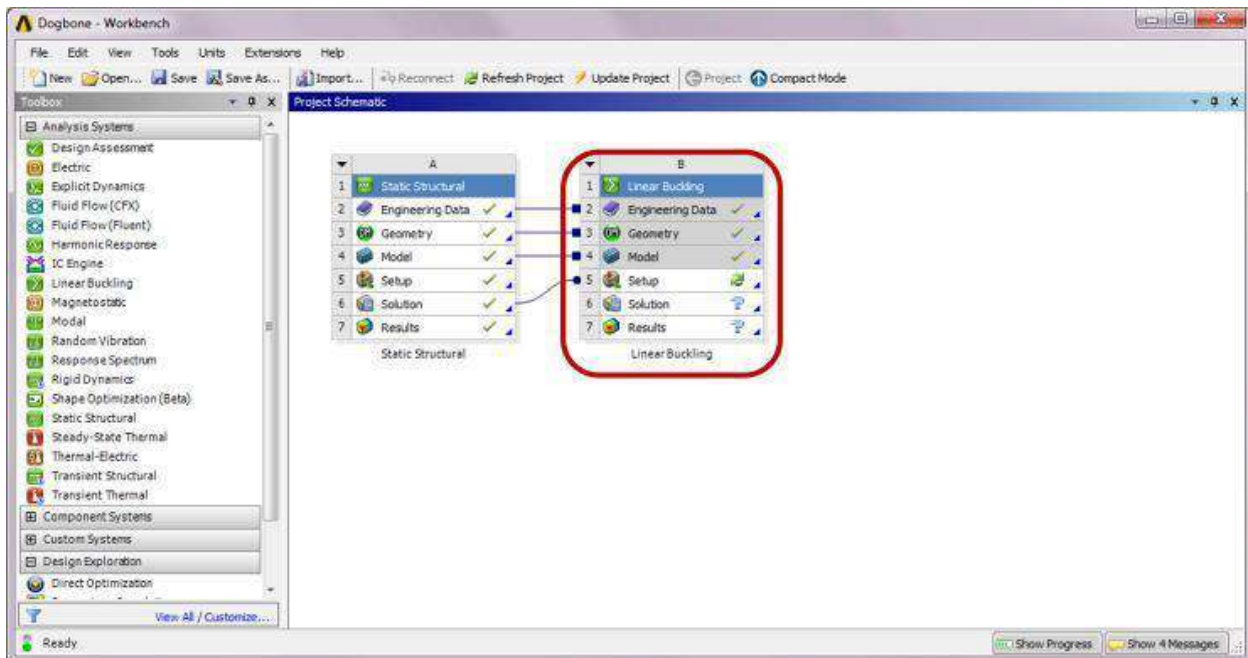 Dogbone - Workbench
File Edit View Tools Units Extensions Help
New Open... Save Save As... Import... Reconnect Refresh Project Update Project Project Compact Mode
Toolbox
Project Schematic
Analysis Systems
Design Assessment
Electric
Explicit Dynamics
Fluid Flow (CFX)
Fluid Flow (Fluent)
Harmonic Response
IC Engine
Linear Buckling
Magnetostatic
Modal
Random Vibration
Response Spectrum
Rigid Dynamics
Shape Optimization (Beta)
Static Structural
Steady-State Thermal
Thermal-Electric
Transient Structural
Transient Thermal
Component Systems
Custom Systems
Design Exploration
Direct Optimization
View All / Customize...
A
1 Static Structural
2 Engineering Data
3 Geometry
4 Model
5 Setup
6 Solution
7 Results
Static Structural
B
1 Linear Buckling
2 Engineering Data
3 Geometry
4 Model
5 Setup
6 Solution
7 Results
Linear Buckling
Ready
Show Progress
Show 4 Messages